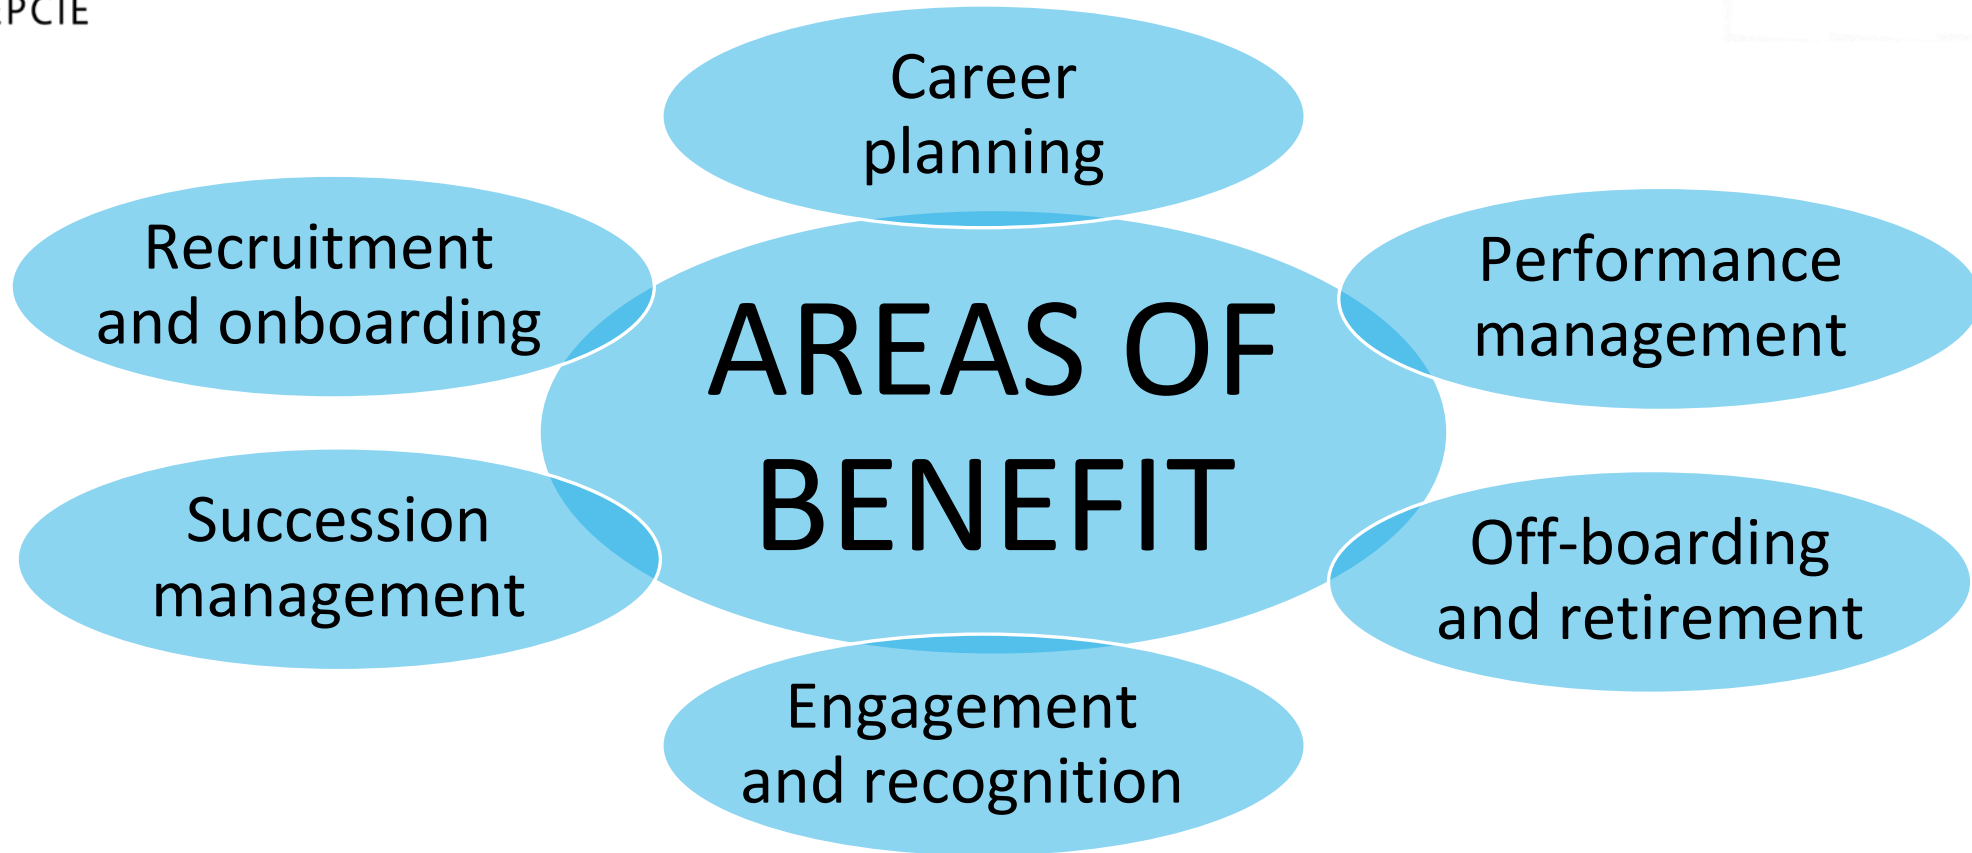 Career
planning
Recruitment
and onboarding
Performance
management
AREAS OF
BENEFIT
Succession
management
Off-boarding
and retirement
Engagement
and recognition